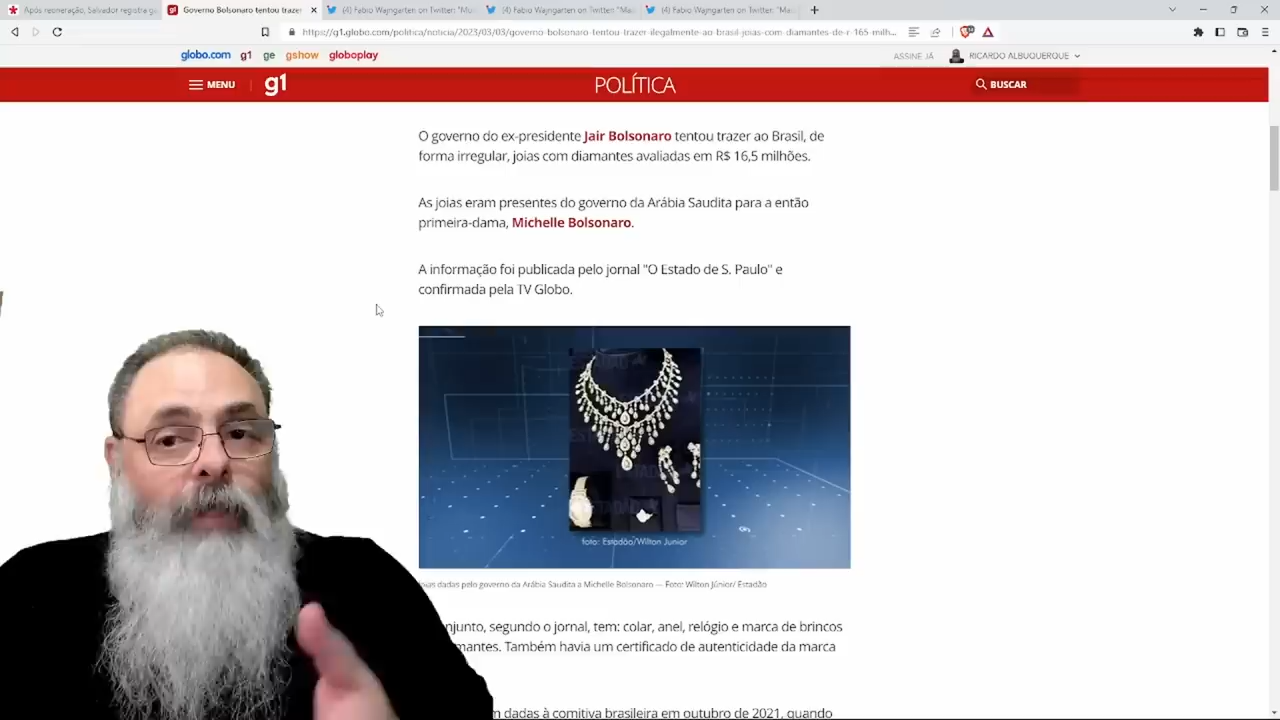 Após reoneração, Salvador registra ga
Governo Bolsonaro tentou trazer
(4) Fabio Wajngarten on Twitter: "Mui
(4) Fabio Wajngarten on Twitter: "Mai
(4) Fabio Wajngarten on Twitter: "Mai
https://g1.globo.com/politica/noticia/2023/03/03/governo-bolsonaro-tentou-trazer-ilegalmente-ao-brasil-joias-com-diamantes-de-r-165-milh...
globo.com g1 ge gshow globoplay
ASSINE JÁ RICARDO ALBUQUERQUE
MENU g1 POLÍTICA BUSCAR
O governo do ex-presidente Jair Bolsonaro tentou trazer ao Brasil, de
forma irregular, joias com diamantes avaliadas em R$ 16,5 milhões.
As joias eram presentes do governo da Arábia Saudita para a então
primeira-dama, Michelle Bolsonaro.
A informação foi publicada pelo jornal "O Estado de S. Paulo" e
confirmada pela TV Globo.
foto: Estadão/Wilton Junior
dadas pelo governo da Arábia Saudita a Michelle Bolsonaro — Foto: Wilton Júnior/ Estadão
njunto, segundo o jornal, tem: colar, anel, relógio e marca de brincos
mantes. Também havia um certificado de autenticidade da marca
m dadas à comitiva brasileira em outubro de 2021, quando